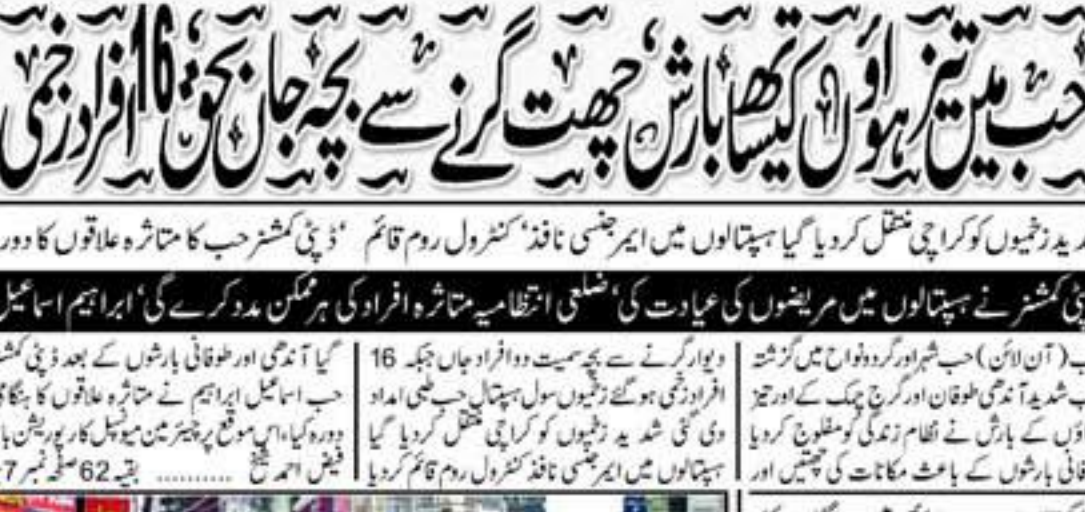 حب میں تیز ہواؤں کیساتھ بارش، چھت گرنے سے بچہ جاں بحق، 16 افراد زخمی
شدید زخمیوں کو کراچی منتقل کر دیا گیا ہسپتالوں میں ایمرجنسی نافذ، کنٹرول روم قائم، ڈپٹی کمشنر حب کا متاثرہ علاقوں کا دورہ
ڈپٹی کمشنر نے ہسپتالوں میں مریضوں کی عیادت کی، ضلعی انتظامیہ متاثرہ افراد کی ہر ممکن مدد کرے گی، ابراہیم اسماعیل
حب (آن لائن) حب شہر اور گردونواح میں گزشتہ
شب شدید آندھی طوفان اور گرج چمک کے اور تیز
ہواؤں کے بارش نے نظام زندگی کو مفلوج کر دیا
طوفانی بارشوں کے باعث مکانات کی چھتیں اور
دیوار گرنے سے بچہ سمیت دو افراد جاں جبکہ 16
افراد زخمی ہو گئے زخمیوں سول ہسپتال حب طبی امداد
دی گئی شدید زخمیوں کو کراچی منتقل کر دیا گیا
ہسپتالوں میں ایمرجنسی نافذ کنٹرول روم قائم کر دیا
گیا آندھی اور طوفانی بارشوں کے بعد ڈپٹی کمشنر
حب اسماعیل ابراہیم نے متاثرہ علاقوں کا ہنگامی
دورہ کیا، اس موقع پر چیئرمین میونسپل کارپوریشن
فیض احمد شیخ .......... بقیہ 62 صفحہ نمبر 7